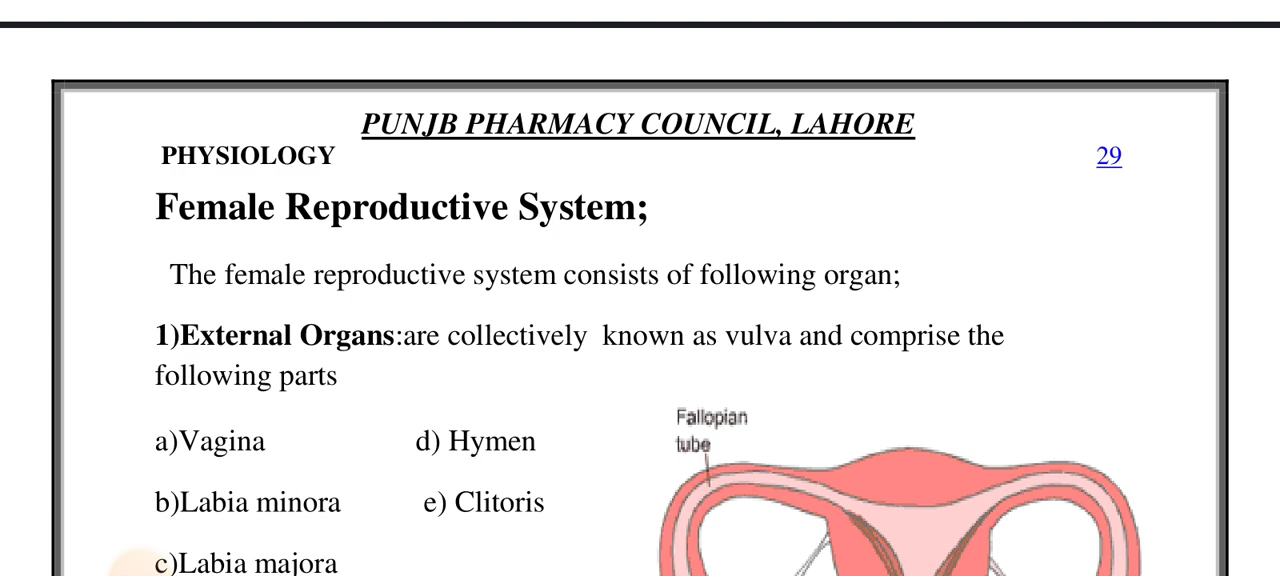 PUNJB PHARMACY COUNCIL, LAHORE
PHYSIOLOGY 29
Female Reproductive System;
The female reproductive system consists of following organ;
1)External Organs:are collectively known as vulva and comprise the
following parts
Fallopian
tube
a)Vagina d) Hymen
b)Labia minora e) Clitoris
c)Labia majora